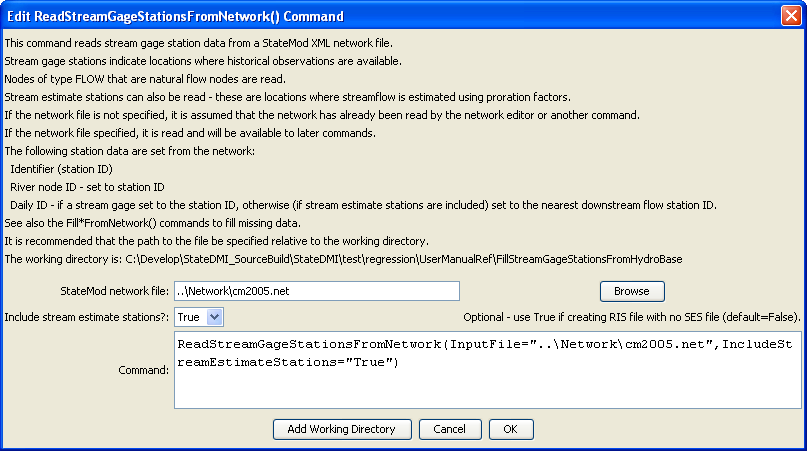 Edit ReadStreamGageStationsFromNetwork() Command
This command reads stream gage station data from a StateMod XML network file.
Stream gage stations indicate locations where historical observations are available.
Nodes of type FLOW that are natural flow nodes are read.
Stream estimate stations can also be read - these are locations where streamflow is estimated using proration factors.
If the network file is not specified, it is assumed that the network has already been read by the network editor or another command.
If the network file specified, it is read and will be available to later commands.
The following station data are set from the network:
Identifier (station ID)
River node ID - set to station ID
Daily ID - if a stream gage set to the station ID, otherwise (if stream estimate stations are included) set to the nearest downstream flow station ID.
See also the Fill*FromNetwork() commands to fill missing data.
It is recommended that the path to the file be specified relative to the working directory.
The working directory is: C:\Develop\StateDMI_SourceBuild\StateDMI\test\regression\UserManualRef\FillStreamGageStationsFromHydroBase
StateMod network file: ..\Network\cm2005.net Browse
Include stream estimate stations?: True Optional - use True if creating RIS file with no SES file (default=False).
Command: ReadStreamGageStationsFromNetwork(InputFile="..\Network\cm2005.net",IncludeSt
reamEstimateStations="True")
Add Working Directory Cancel OK